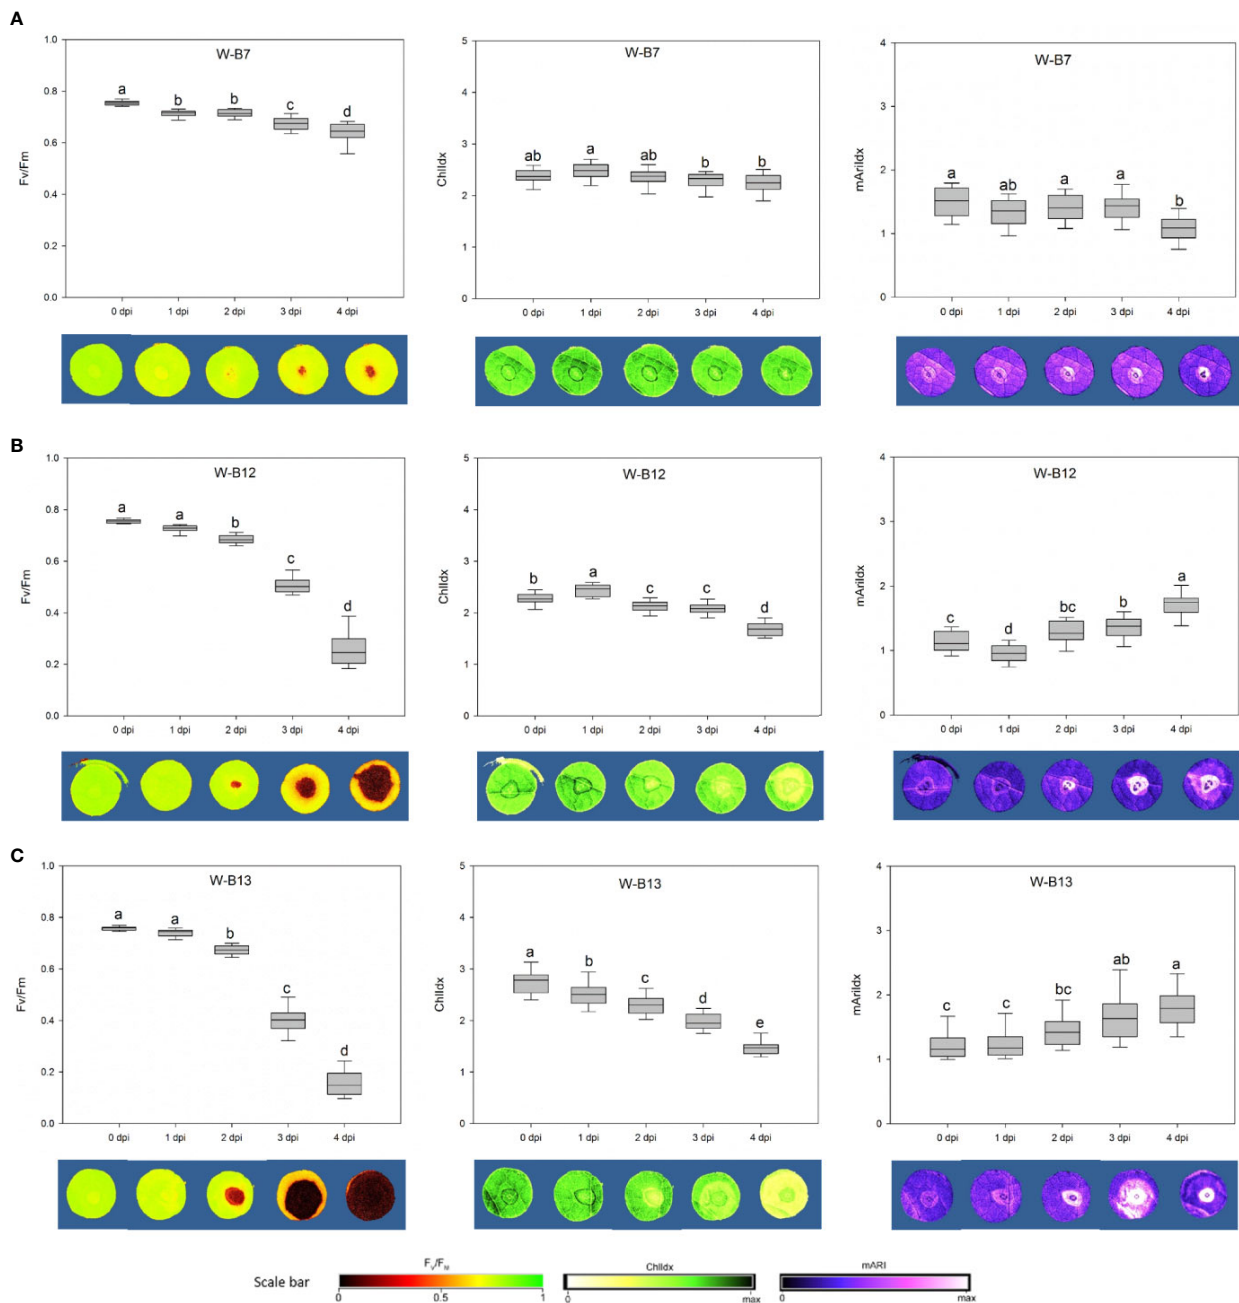 A
W-B7
1.0
0.8
0.6
0.4
0.2
0.0
Fv/Fm
a
b
b
c
d
0 dpi
1 dpi
2 dpi
3 dpi
4 dpi
W-B7
5
4
3
2
1
0
ChlIdx
ab
a
ab
b
b
0 dpi
1 dpi
2 dpi
3 dpi
4 dpi
W-B7
4
3
2
1
0
mAriIdx
a
ab
a
a
b
0 dpi
1 dpi
2 dpi
3 dpi
4 dpi
B
W-B12
1.0
0.8
0.6
0.4
0.2
0.0
Fv/Fm
a
a
b
c
d
0 dpi
1 dpi
2 dpi
3 dpi
4 dpi
W-B12
5
4
3
2
1
0
ChlIdx
b
a
c
c
d
0 dpi
1 dpi
2 dpi
3 dpi
4 dpi
W-B12
4
3
2
1
0
mAriIdx
c
d
bc
b
a
0 dpi
1 dpi
2 dpi
3 dpi
4 dpi
C
W-B13
1.0
0.8
0.6
0.4
0.2
0.0
Fv/Fm
a
a
b
c
d
0 dpi
1 dpi
2 dpi
3 dpi
4 dpi
W-B13
5
4
3
2
1
0
ChlIdx
a
b
c
d
e
0 dpi
1 dpi
2 dpi
3 dpi
4 dpi
W-B13
4
3
2
1
0
mAriIdx
c
c
bc
ab
a
0 dpi
1 dpi
2 dpi
3 dpi
4 dpi
Scale bar
Fv/FM
0
0.5
1
ChlIdx
0
max
mARI
0
max